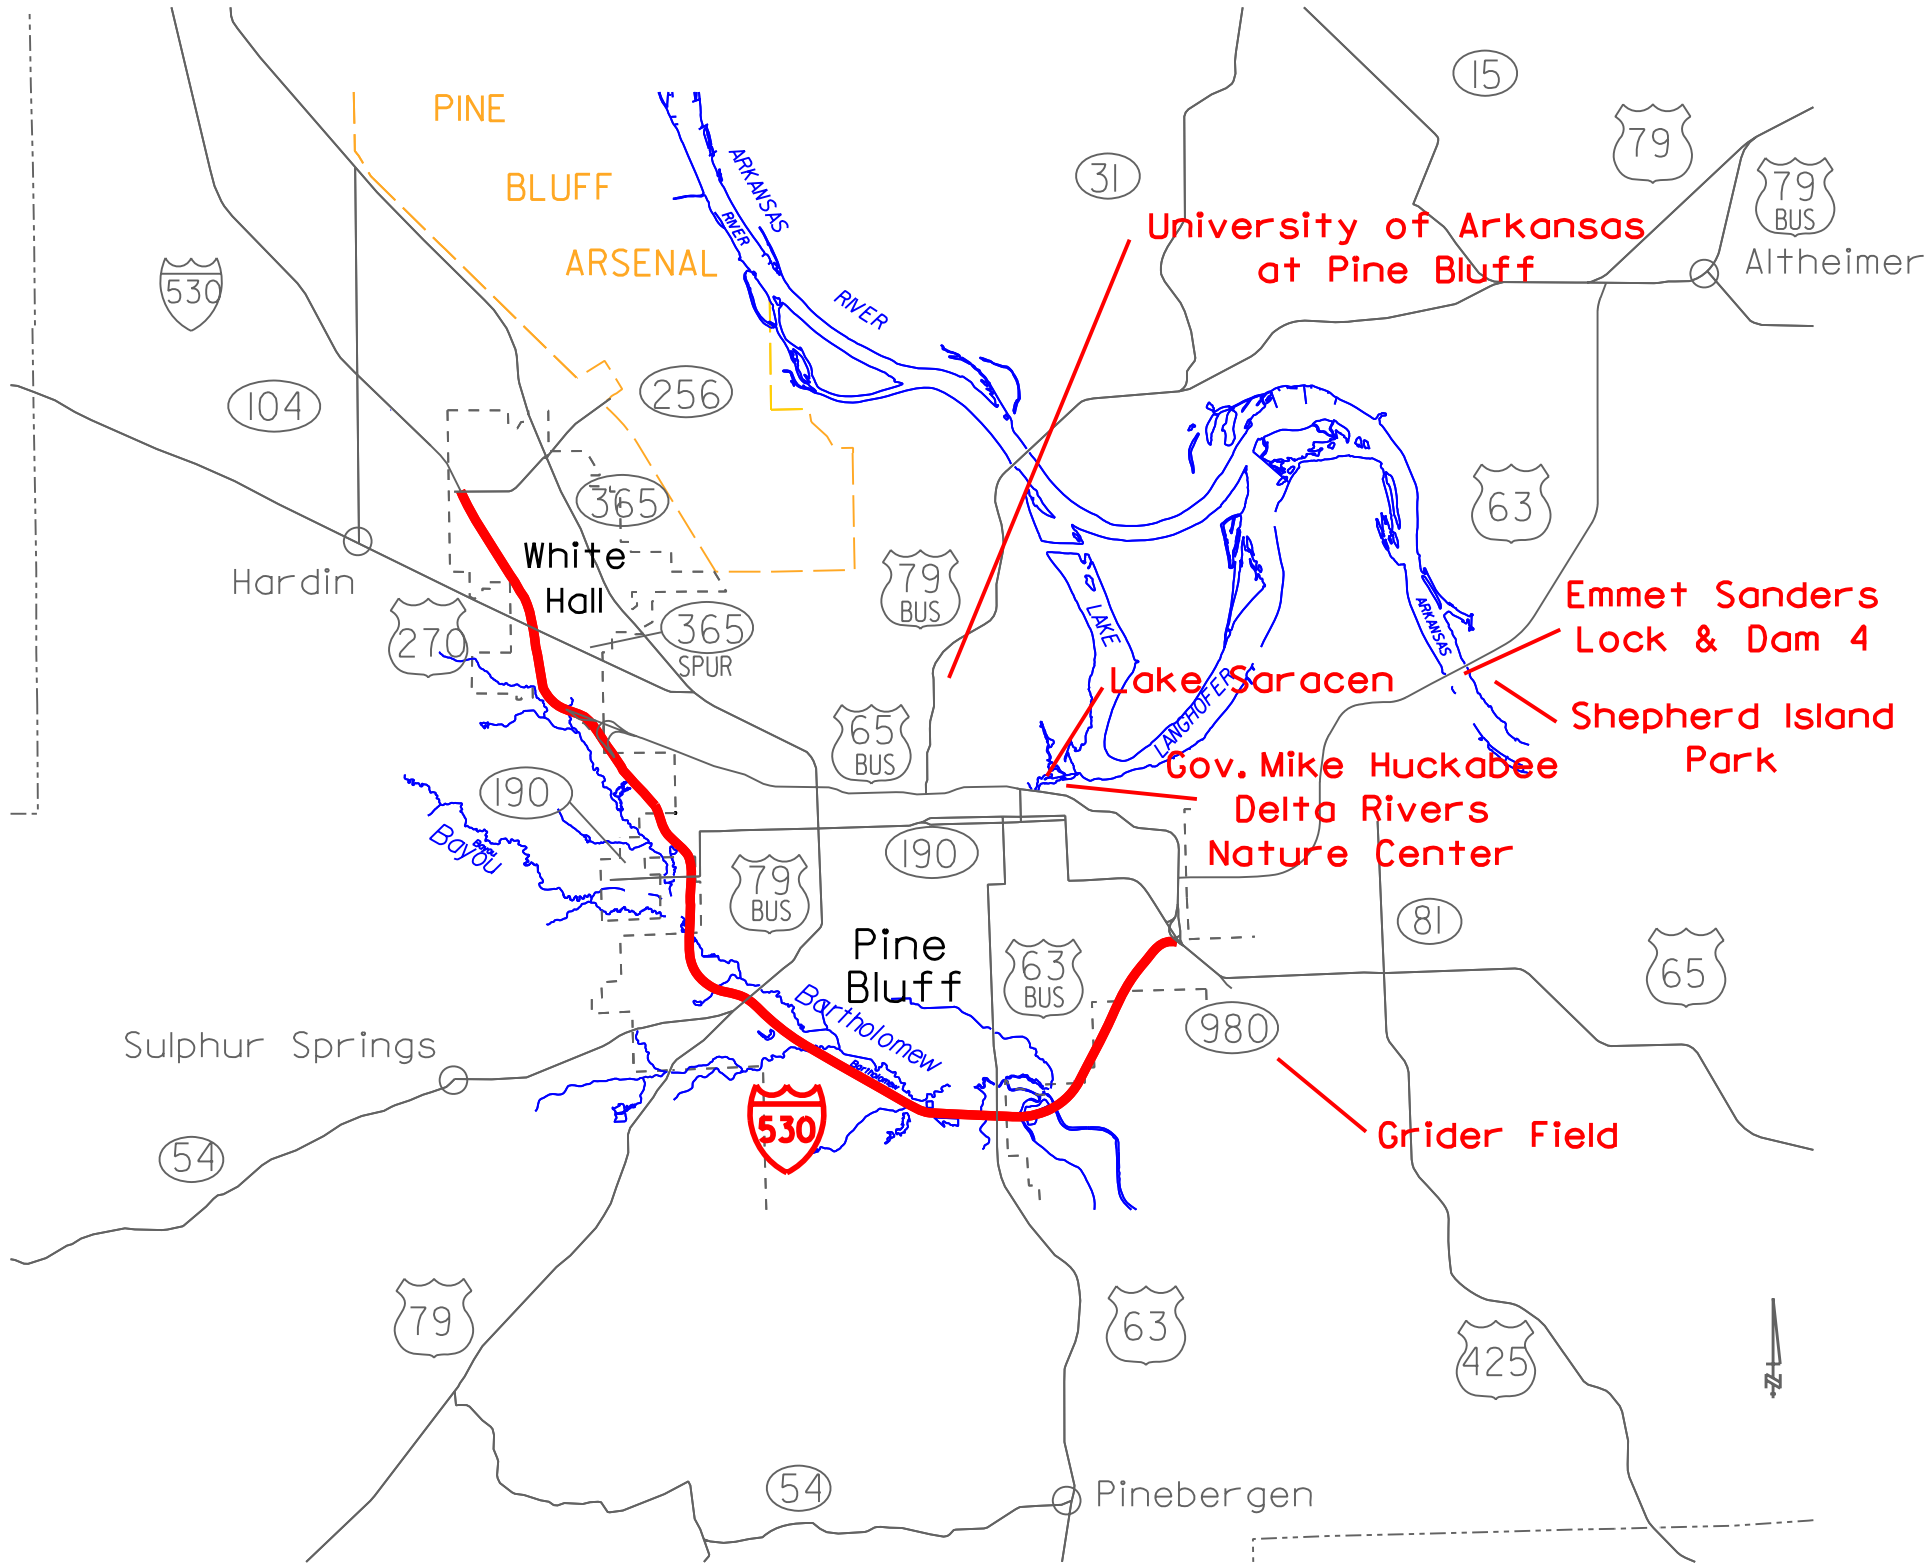 15
PINE
79
31
79
BUS
ARKANSAS
BLUFF
RIVER
University of Arkansas
at Pine Bluff
ARSENAL
Altheimer
530
RIVER
256
104
365
63
White
Hall
Hardin
79
BUS
270
365
SPUR
LAKE
ARKANSAS
Emmet Sanders
Lock & Dam 4
Lake Saracen
LANGHOFER
Shepherd Island
Park
65
BUS
Gov. Mike Huckabee
Delta Rivers
Nature Center
190
Bayou
Bayou
190
79
BUS
81
Pine
Bluff
63
BUS
65
Bartholomew
980
Sulphur Springs
Bartholomew
530
Grider Field
54
79
63
425
N
54
Pinebergen